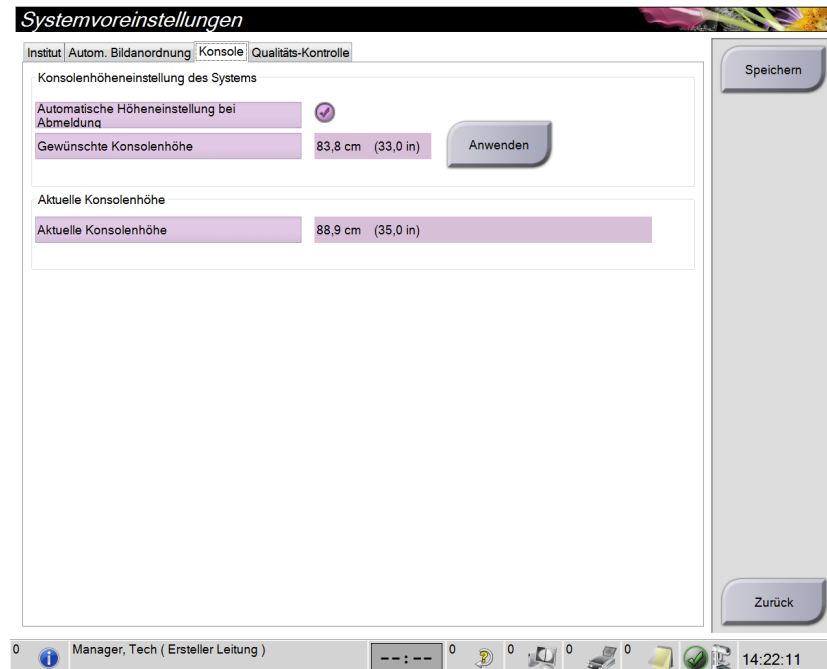 Systemvoreinstellungen
Institut Autom. Bildanordnung Konsole Qualitäts-Kontrolle
Speichern
Konsolenhöheneinstellung des Systems
Automatische Höheneinstellung bei
Abmeldung
Gewünschte Konsolenhöhe 83,8 cm (33,0 in) Anwenden
Aktuelle Konsolenhöhe
Aktuelle Konsolenhöhe 88,9 cm (35,0 in)
Zurück
0 Manager, Tech ( Ersteller Leitung ) --:-- 0 0 0 0 14:22:11